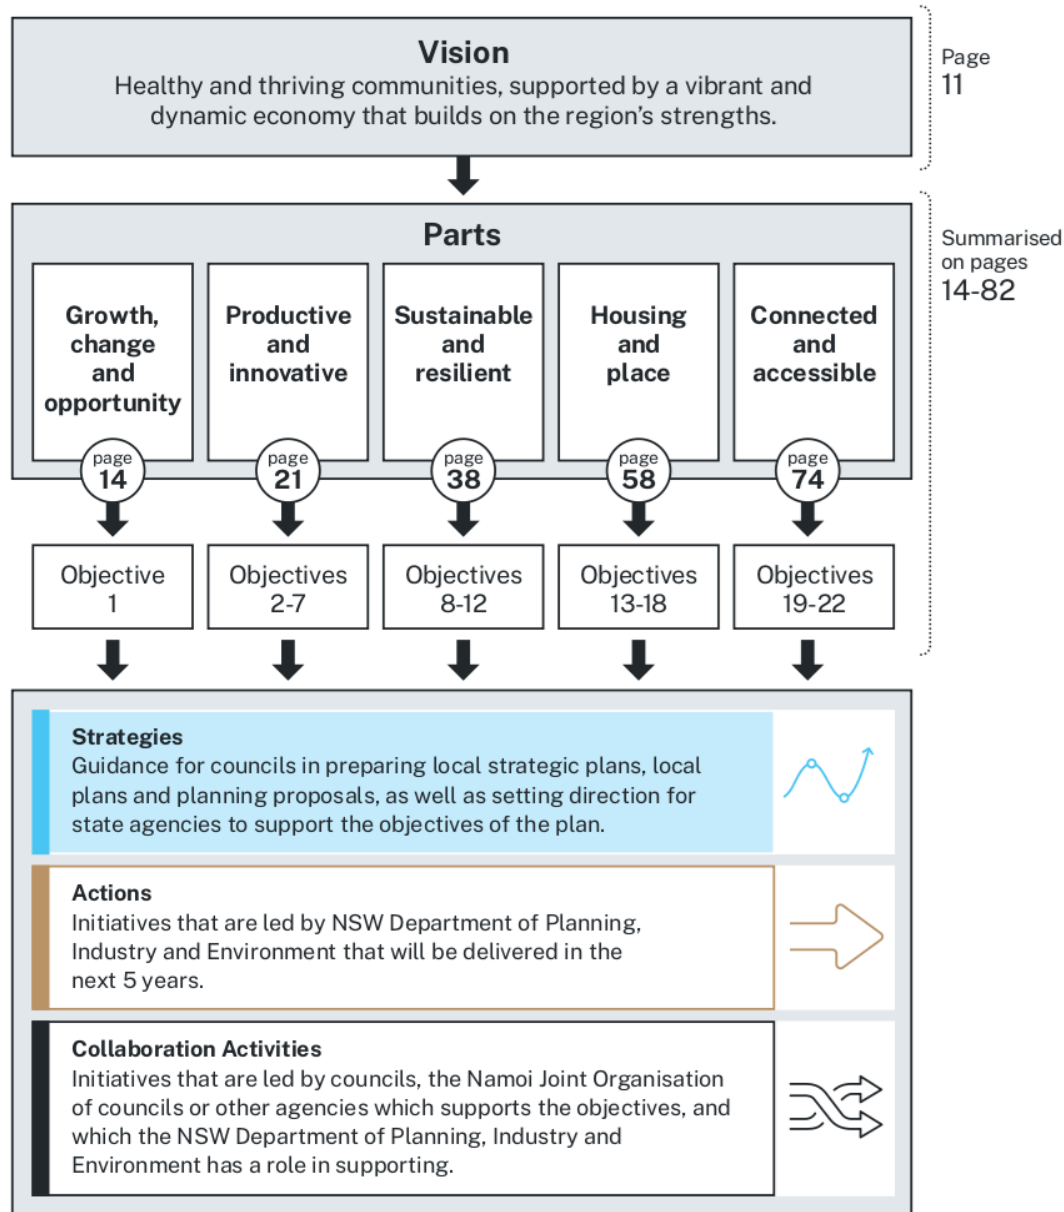 Vision
Healthy and thriving communities, supported by a vibrant and
dynamic economy that builds on the region's strengths.
Page
11
Parts
Summarised
on pages
14-82
Growth,
change
and
opportunity
page
14
Productive
and
innovative
page
21
Sustainable
and
resilient
page
38
Housing
and
place
page
58
Connected
and
accessible
page
74
Objective
1
Objectives
2-7
Objectives
8-12
Objectives
13-18
Objectives
19-22
Strategies
Guidance for councils in preparing local strategic plans, local
plans and planning proposals, as well as setting direction for
state agencies to support the objectives of the plan.
Actions
Initiatives that are led by NSW Department of Planning,
Industry and Environment that will be delivered in the
next 5 years.
Collaboration Activities
Initiatives that are led by councils, the Namoi Joint Organisation
of councils or other agencies which supports the objectives, and
which the NSW Department of Planning, Industry and
Environment has a role in supporting.